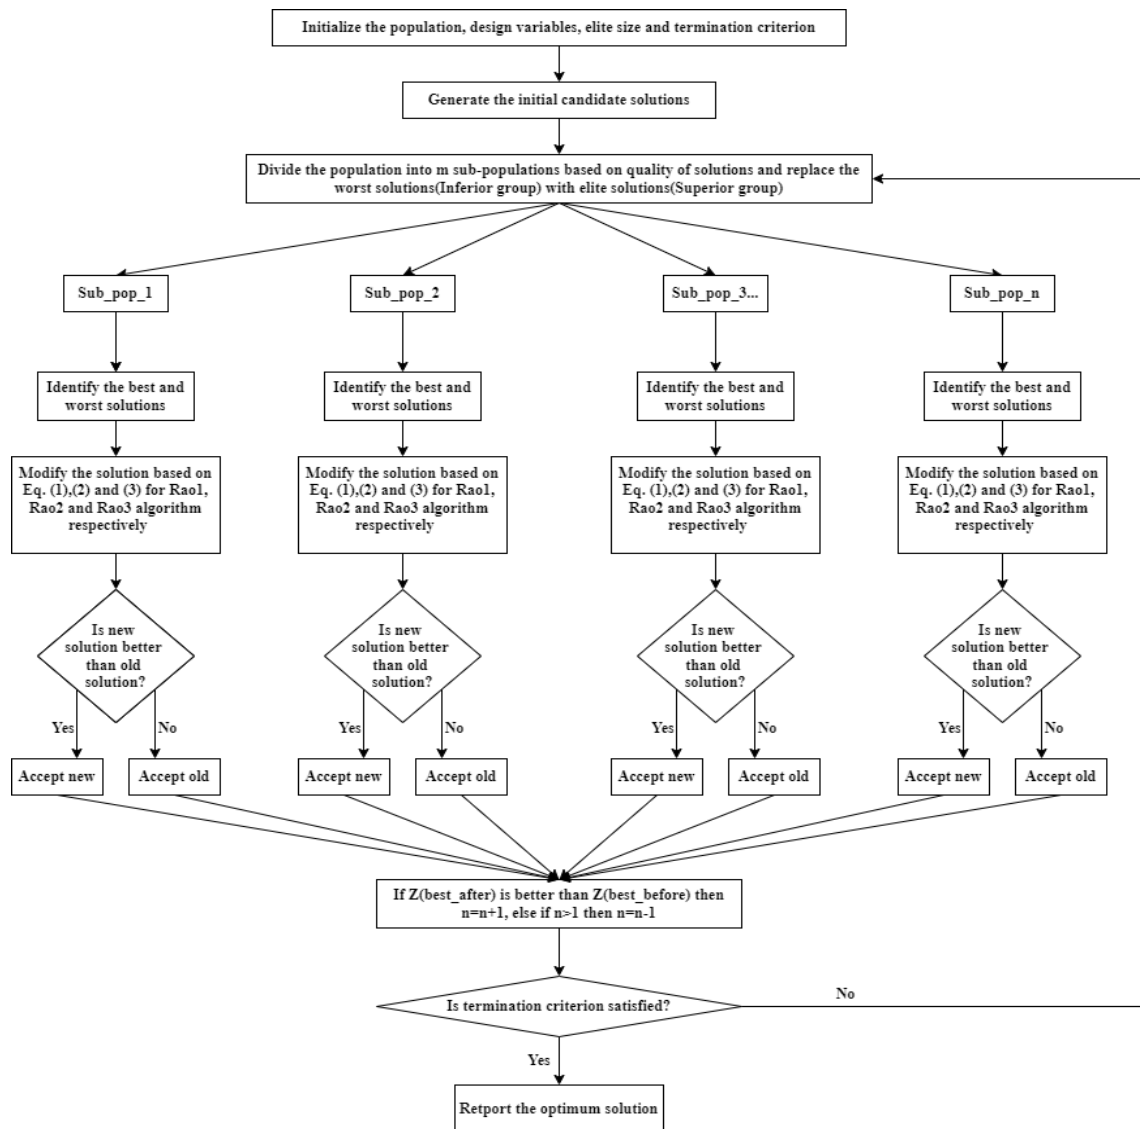 Initialize the population, design variables, elite size and termination criterion
Generate the initial candidate solutions
Divide the population into m sub-populations based on quality of solutions and replace the
worst solutions(Inferior group) with elite solutions(Superior group)
Sub_pop_1
Sub_pop_2
Sub_pop_3...
Sub_pop_n
Identify the best and
worst solutions
Identify the best and
worst solutions
Identify the best and
worst solutions
Identify the best and
worst solutions
Modify the solution based on
Eq. (1),(2) and (3) for Rao1,
Rao2 and Rao3 algorithm
respectively
Modify the solution based on
Eq. (1),(2) and (3) for Rao1,
Rao2 and Rao3 algorithm
respectively
Modify the solution based on
Eq. (1),(2) and (3) for Rao1,
Rao2 and Rao3 algorithm
respectively
Modify the solution based on
Eq. (1),(2) and (3) for Rao1,
Rao2 and Rao3 algorithm
respectively
Is new
solution better
than old
solution?
Is new
solution better
than old
solution?
Is new
solution better
than old
solution?
Is new
solution better
than old
solution?
Yes
No
Yes
No
Yes
No
Yes
No
Accept new
Accept old
Accept new
Accept old
Accept new
Accept old
Accept new
Accept old
If Z(best_after) is better than Z(best_before) then
n=n+1, else if n>1 then n=n-1
Is termination criterion satisfied?
No
Yes
Retport the optimum solution